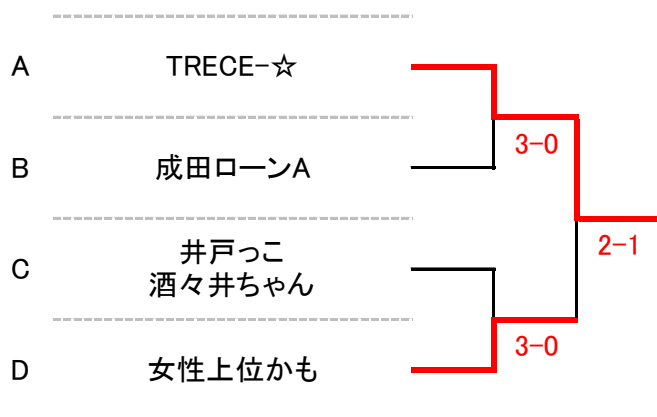 A TRECE-☆
B 成田ローンA
3-0
C 井戸っこ
酒々井ちゃん
2-1
D 女性上位かも
3-0